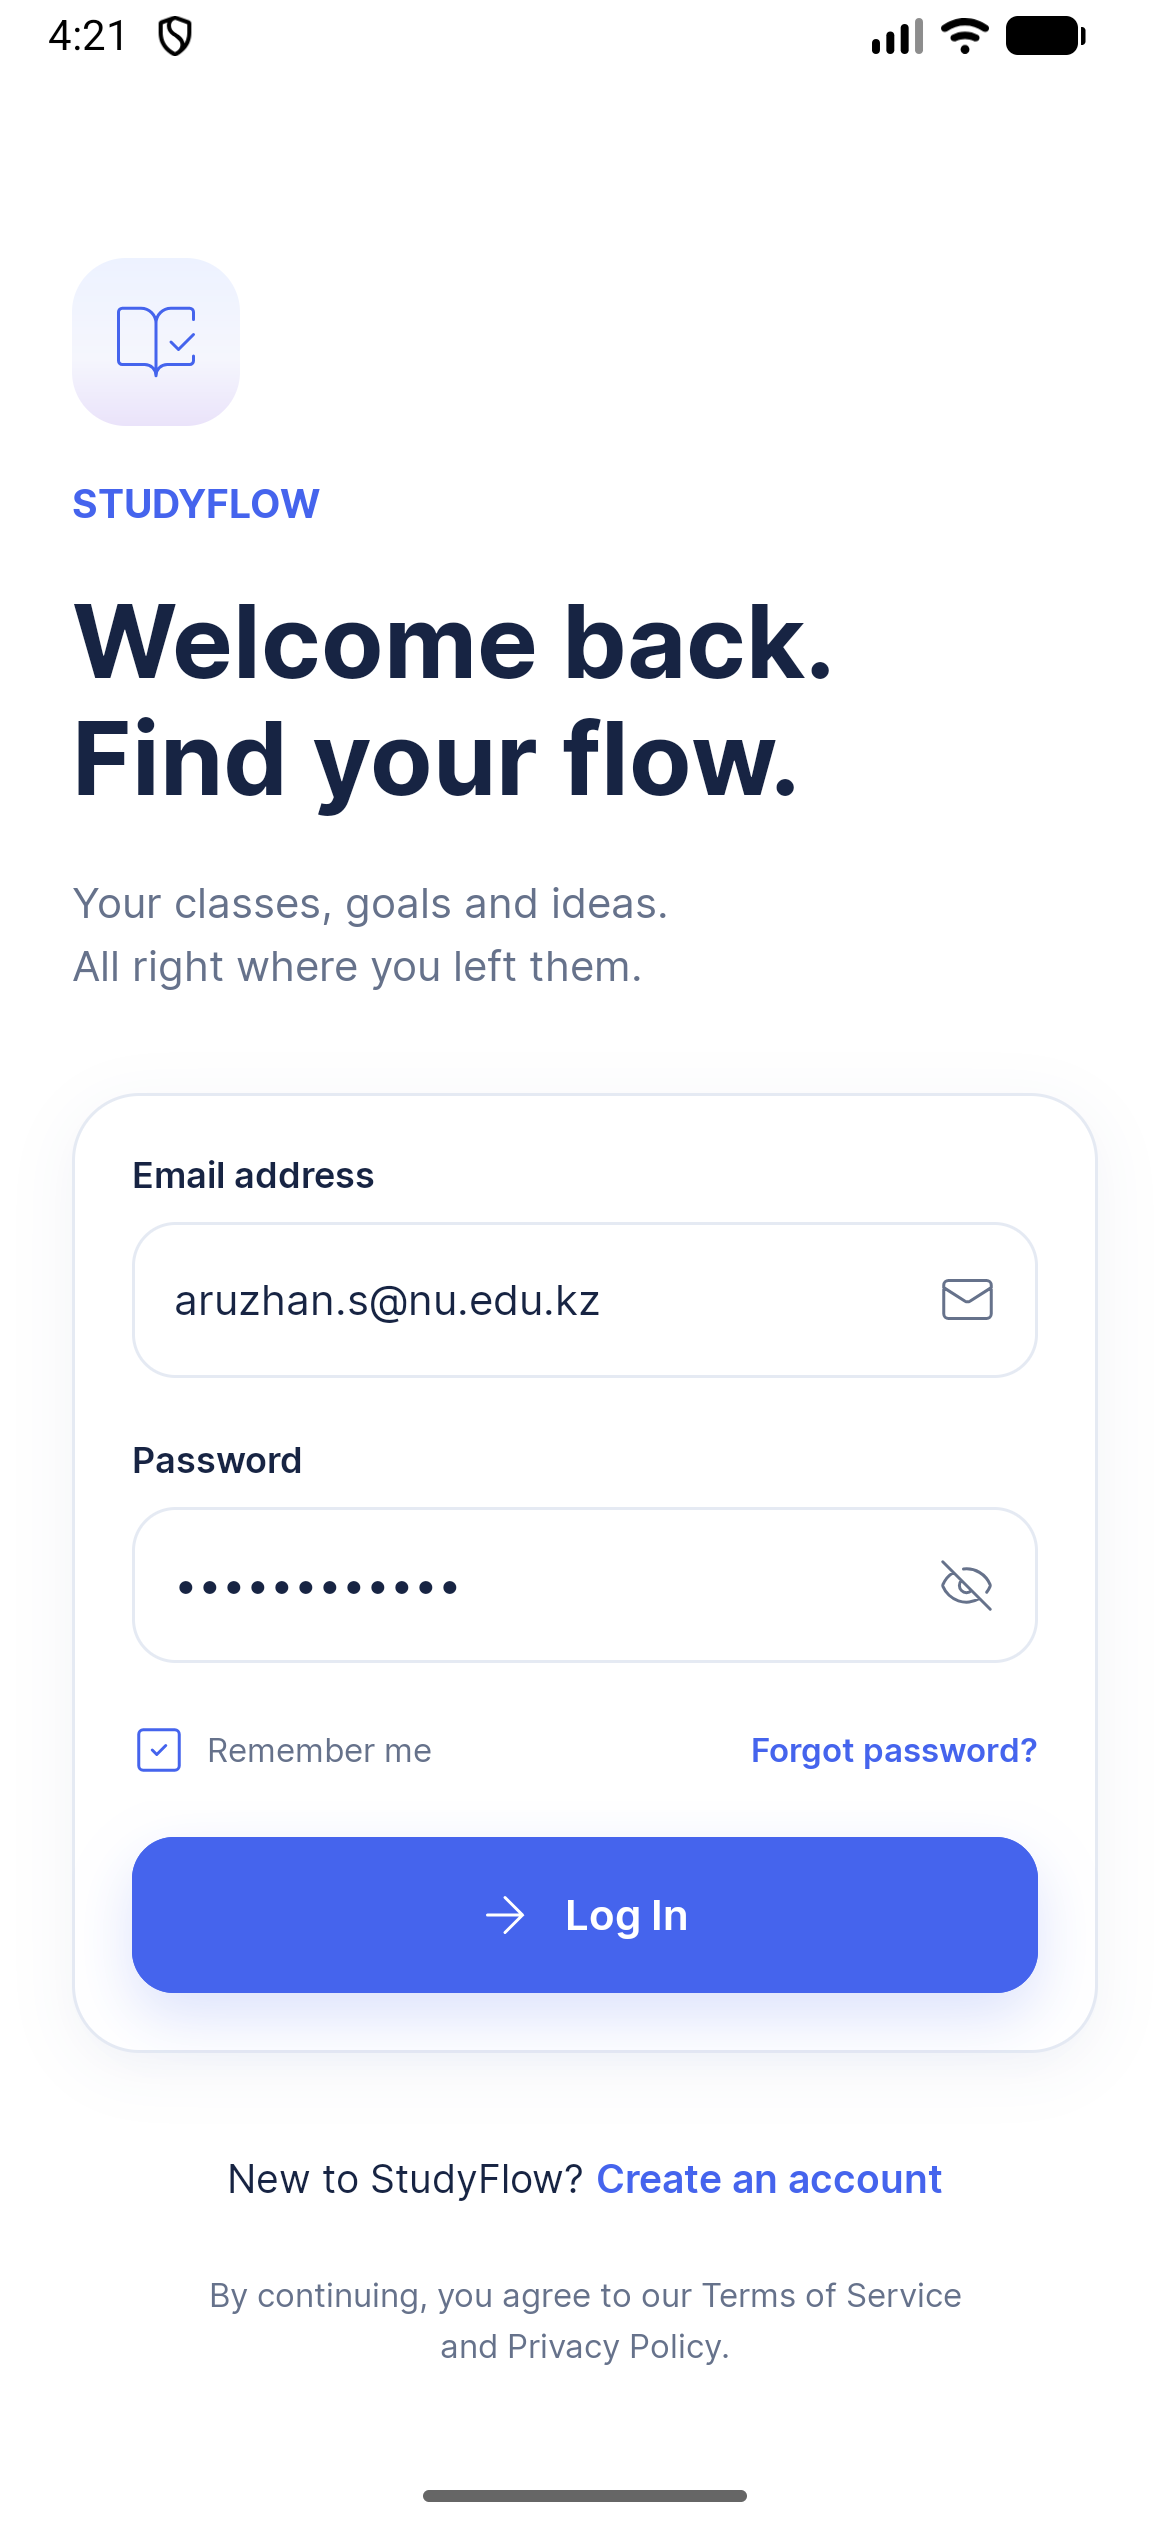 4:21
STUDYFLOW
Welcome back.
Find your flow.
Your classes, goals and ideas.
All right where you left them.
Email address
aruzhan.s@nu.edu.kz
Password
••••••••••••
Remember me
Forgot password?
Log In
New to StudyFlow? Create an account
By continuing, you agree to our Terms of Service
and Privacy Policy.